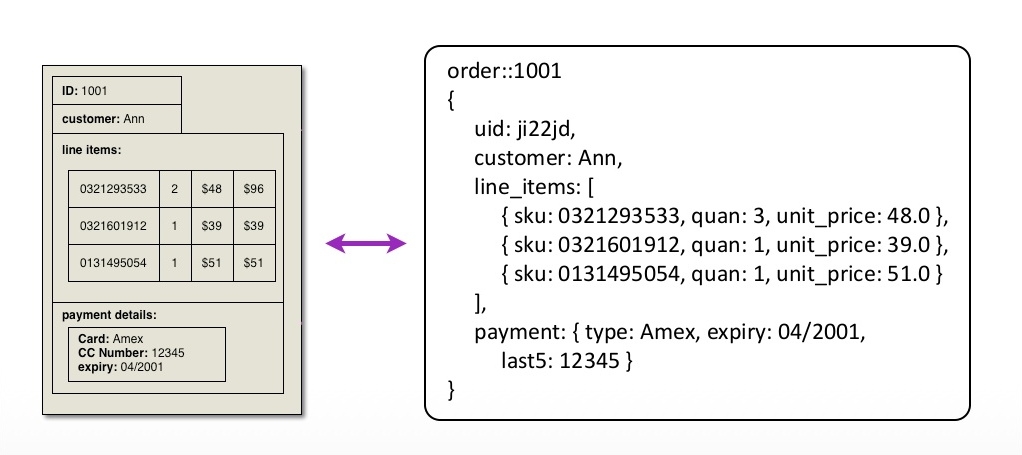 ID: 1001
customer: Ann
line items:
0321293533 2 $48 $96
0321601912 1 $39 $39
0131495054 1 $51 $51
payment details:
Card: Amex
CC Number: 12345
expiry: 04/2001
order::1001
{
uid: ji22jd,
customer: Ann,
line_items: [
{ sku: 0321293533, quan: 3, unit_price: 48.0 },
{ sku: 0321601912, quan: 1, unit_price: 39.0 },
{ sku: 0131495054, quan: 1, unit_price: 51.0 }
],
payment: { type: Amex, expiry: 04/2001,
last5: 12345 }
}